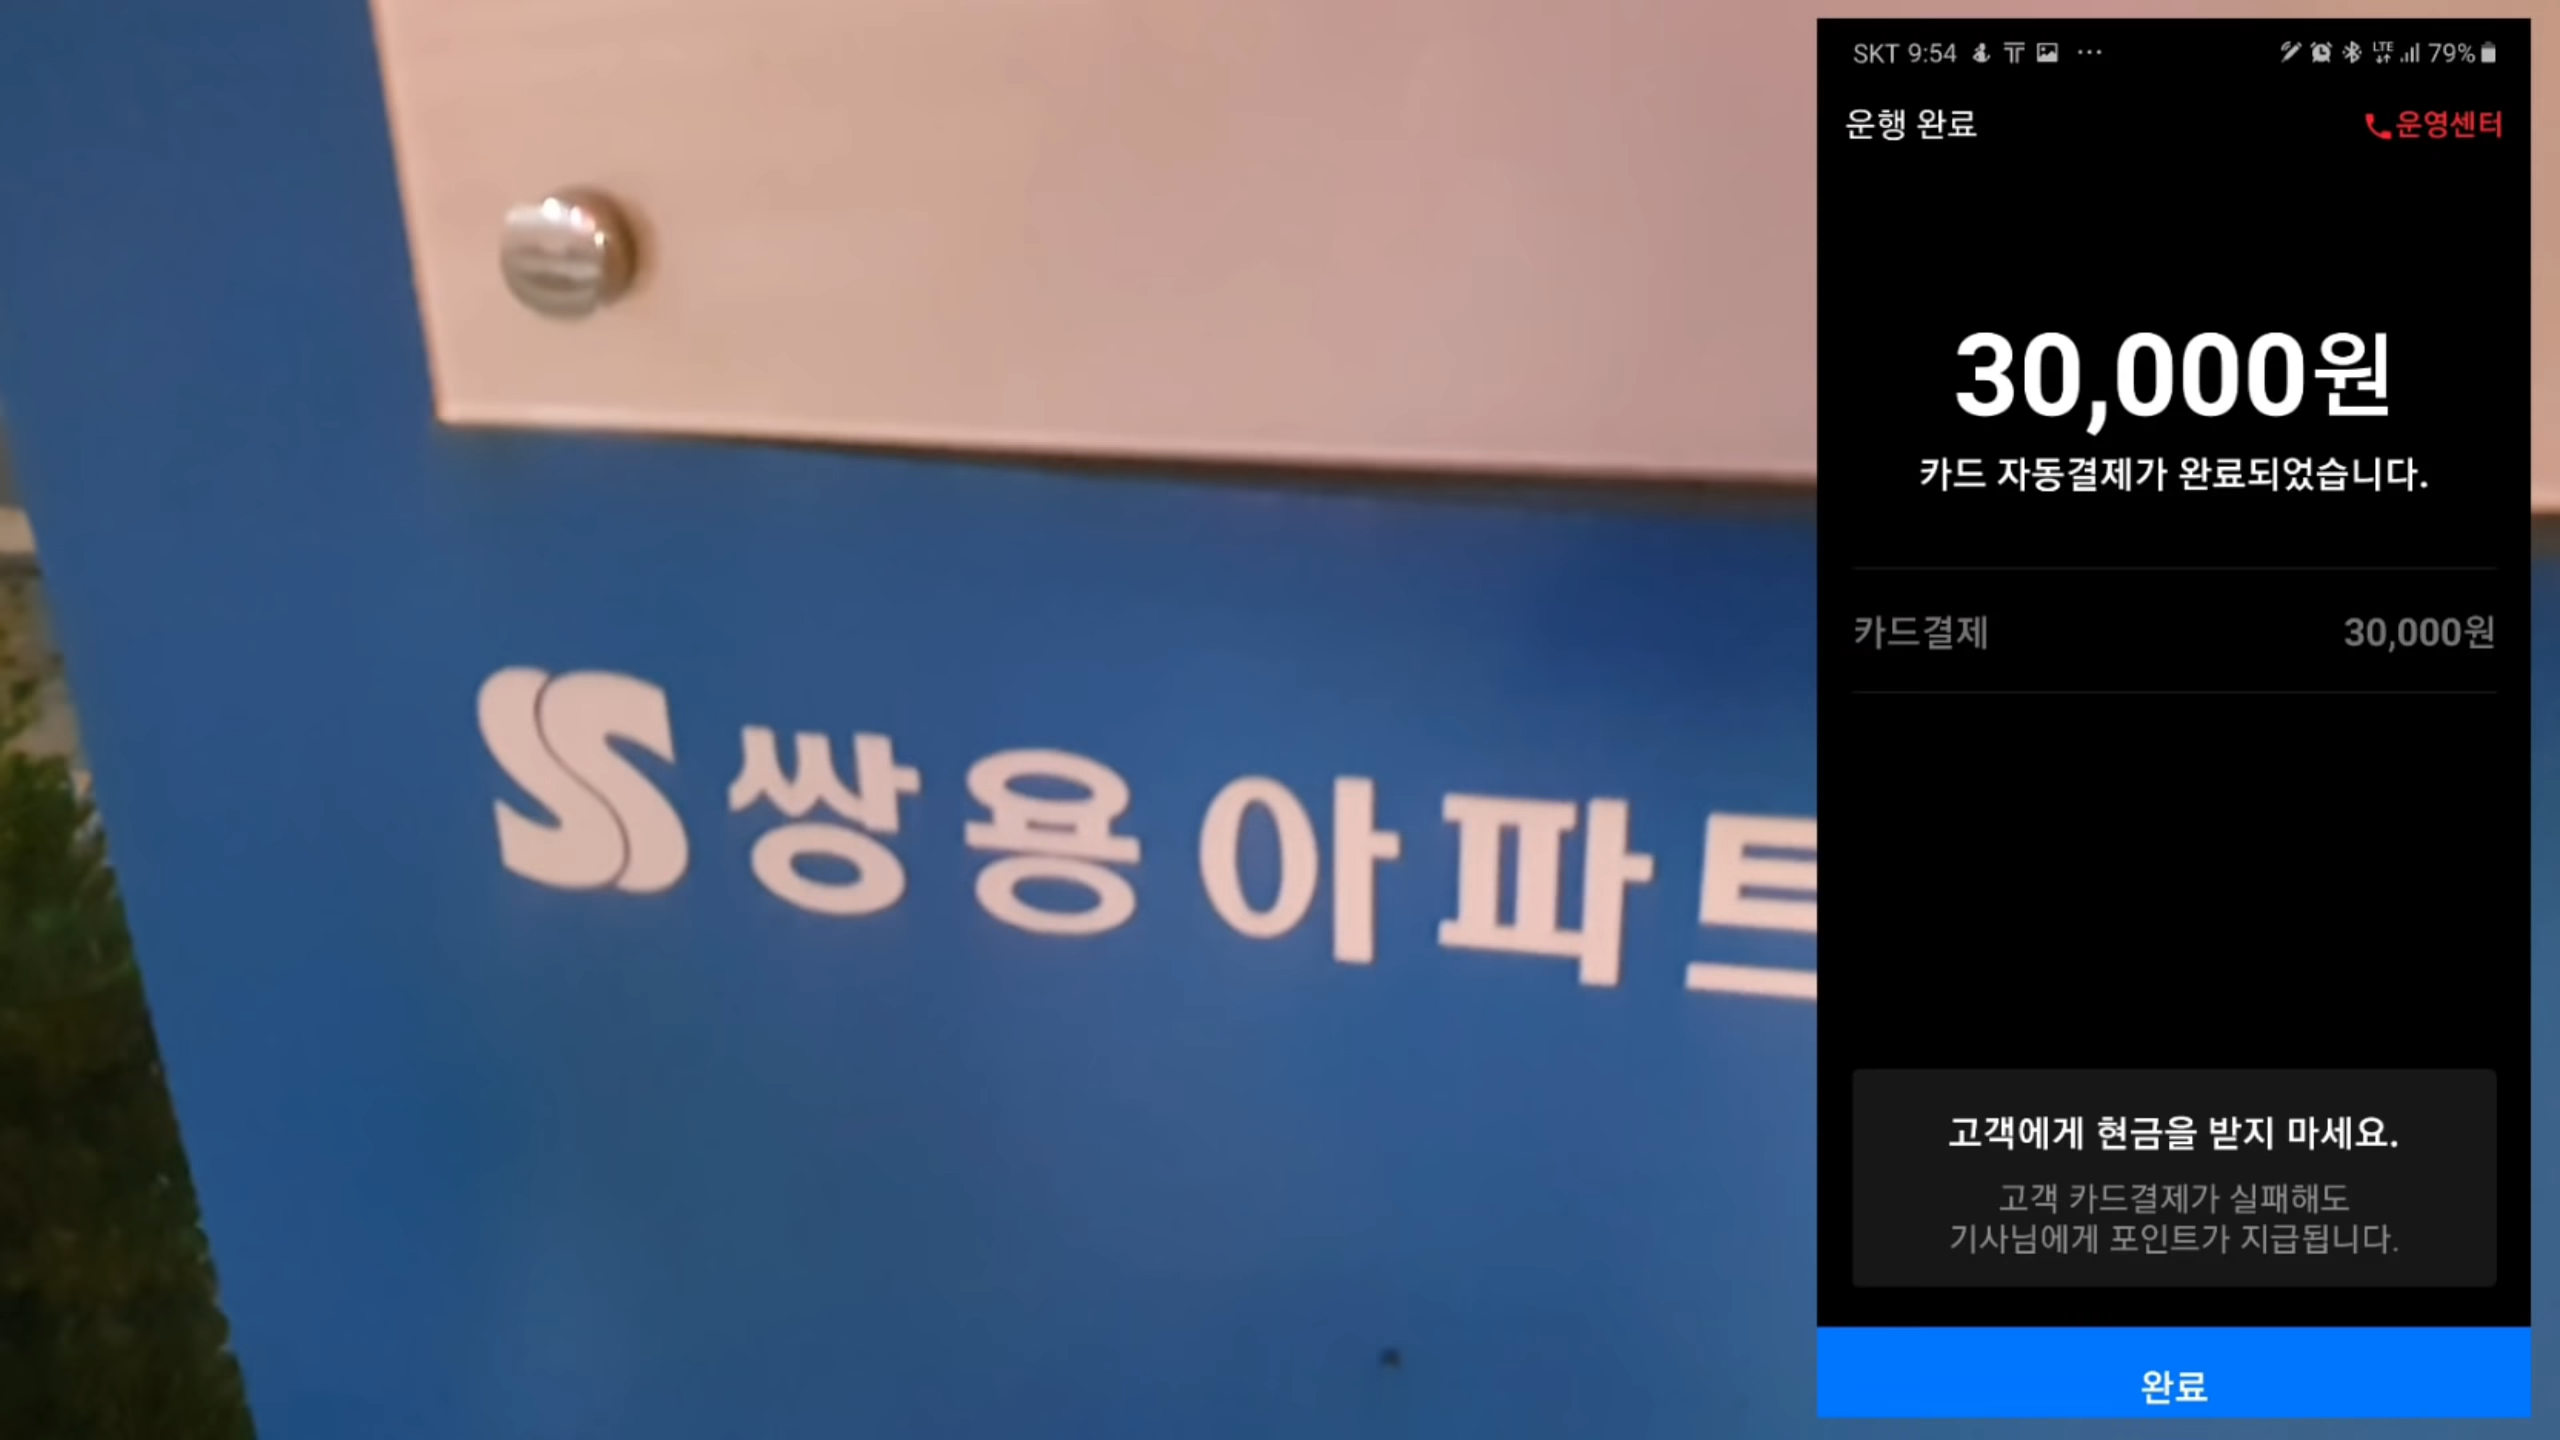 쌍용아파트
SKT 9:54
LTE
79%
운행 완료
운영센터
30,000원
카드 자동결제가 완료되었습니다.
카드결제
30,000원
고객에게 현금을 받지 마세요.
고객 카드결제가 실패해도
기사님에게 포인트가 지급됩니다.
완료